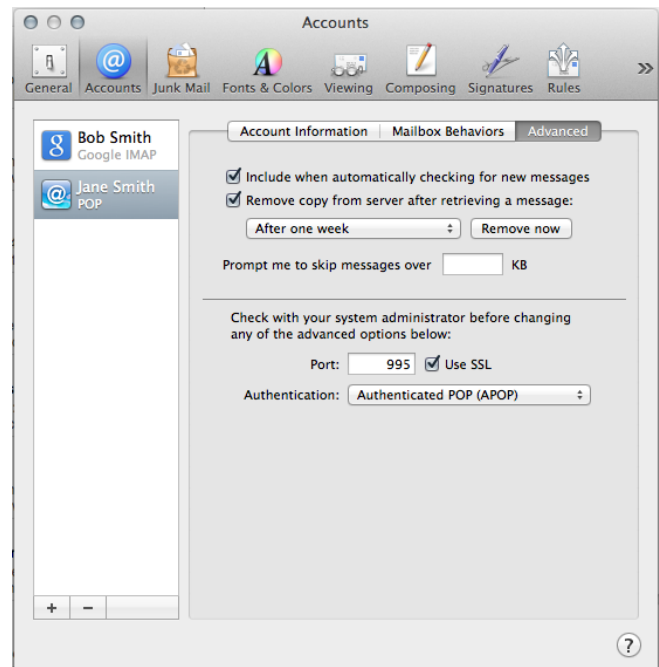 Accounts
General Accounts Junk Mail Fonts & Colors Viewing Composing Signatures Rules
Bob Smith
Google IMAP
Jane Smith
POP
Account Information Mailbox Behaviors Advanced
Include when automatically checking for new messages
Remove copy from server after retrieving a message:
After one week Remove now
Prompt me to skip messages over KB
Check with your system administrator before changing
any of the advanced options below:
Port: 995 Use SSL
Authentication: Authenticated POP (APOP)
+ −
?